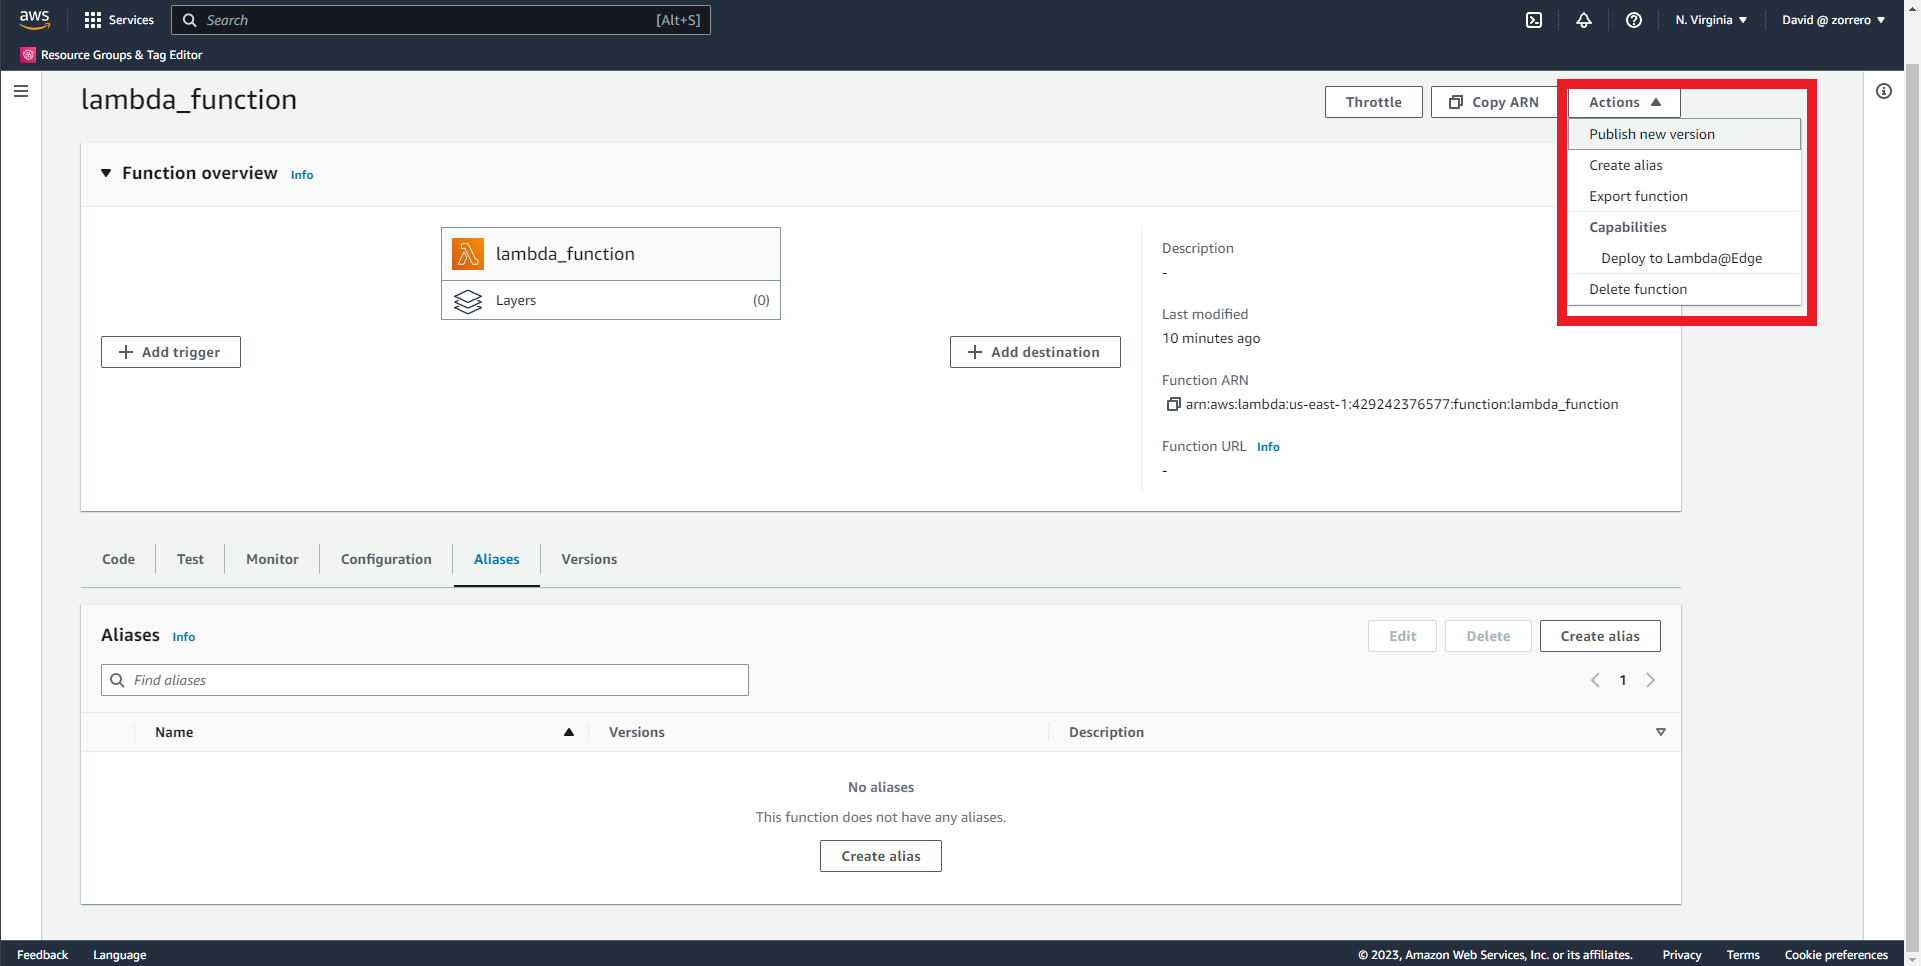 aws Services Search [Alt+S] N. Virginia David @ zorrero
Resource Groups & Tag Editor
lambda_function
Throttle Copy ARN Actions
Publish new version
Create alias
Export function
Capabilities
Deploy to Lambda@Edge
Delete function
Function overview Info
lambda_function
Layers (0)
Add trigger
Add destination
Description
-
Last modified
10 minutes ago
Function ARN
arn:aws:lambda:us-east-1:429242376577:function:lambda_function
Function URL Info
-
Code Test Monitor Configuration Aliases Versions
Aliases Info
Edit Delete Create alias
Find aliases
1
Name Versions Description
No aliases
This function does not have any aliases.
Create alias
Feedback Language © 2023, Amazon Web Services, Inc. or its affiliates. Privacy Terms Cookie preferences